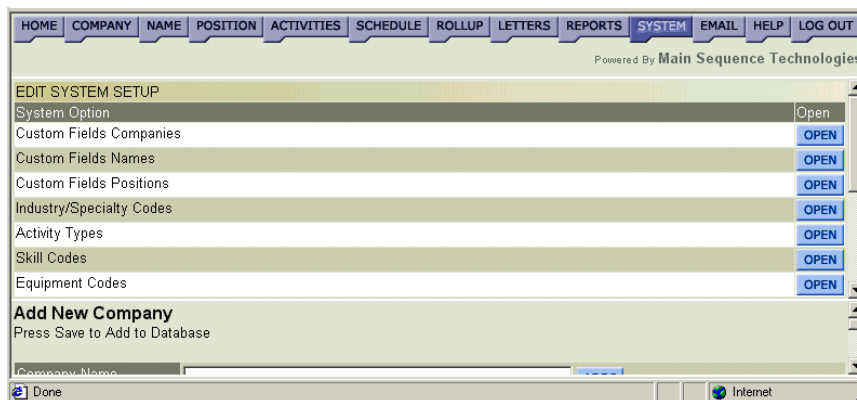 HOME COMPANY NAME POSITION ACTIVITIES SCHEDULE ROLLUP LETTERS REPORTS SYSTEM EMAIL HELP LOG OUT
Powered By Main Sequence Technologies
EDIT SYSTEM SETUP
System Option Open
Custom Fields Companies OPEN
Custom Fields Names OPEN
Custom Fields Positions OPEN
Industry/Specialty Codes OPEN
Activity Types OPEN
Skill Codes OPEN
Equipment Codes OPEN
Add New Company
Press Save to Add to Database
Company Name
Done Internet